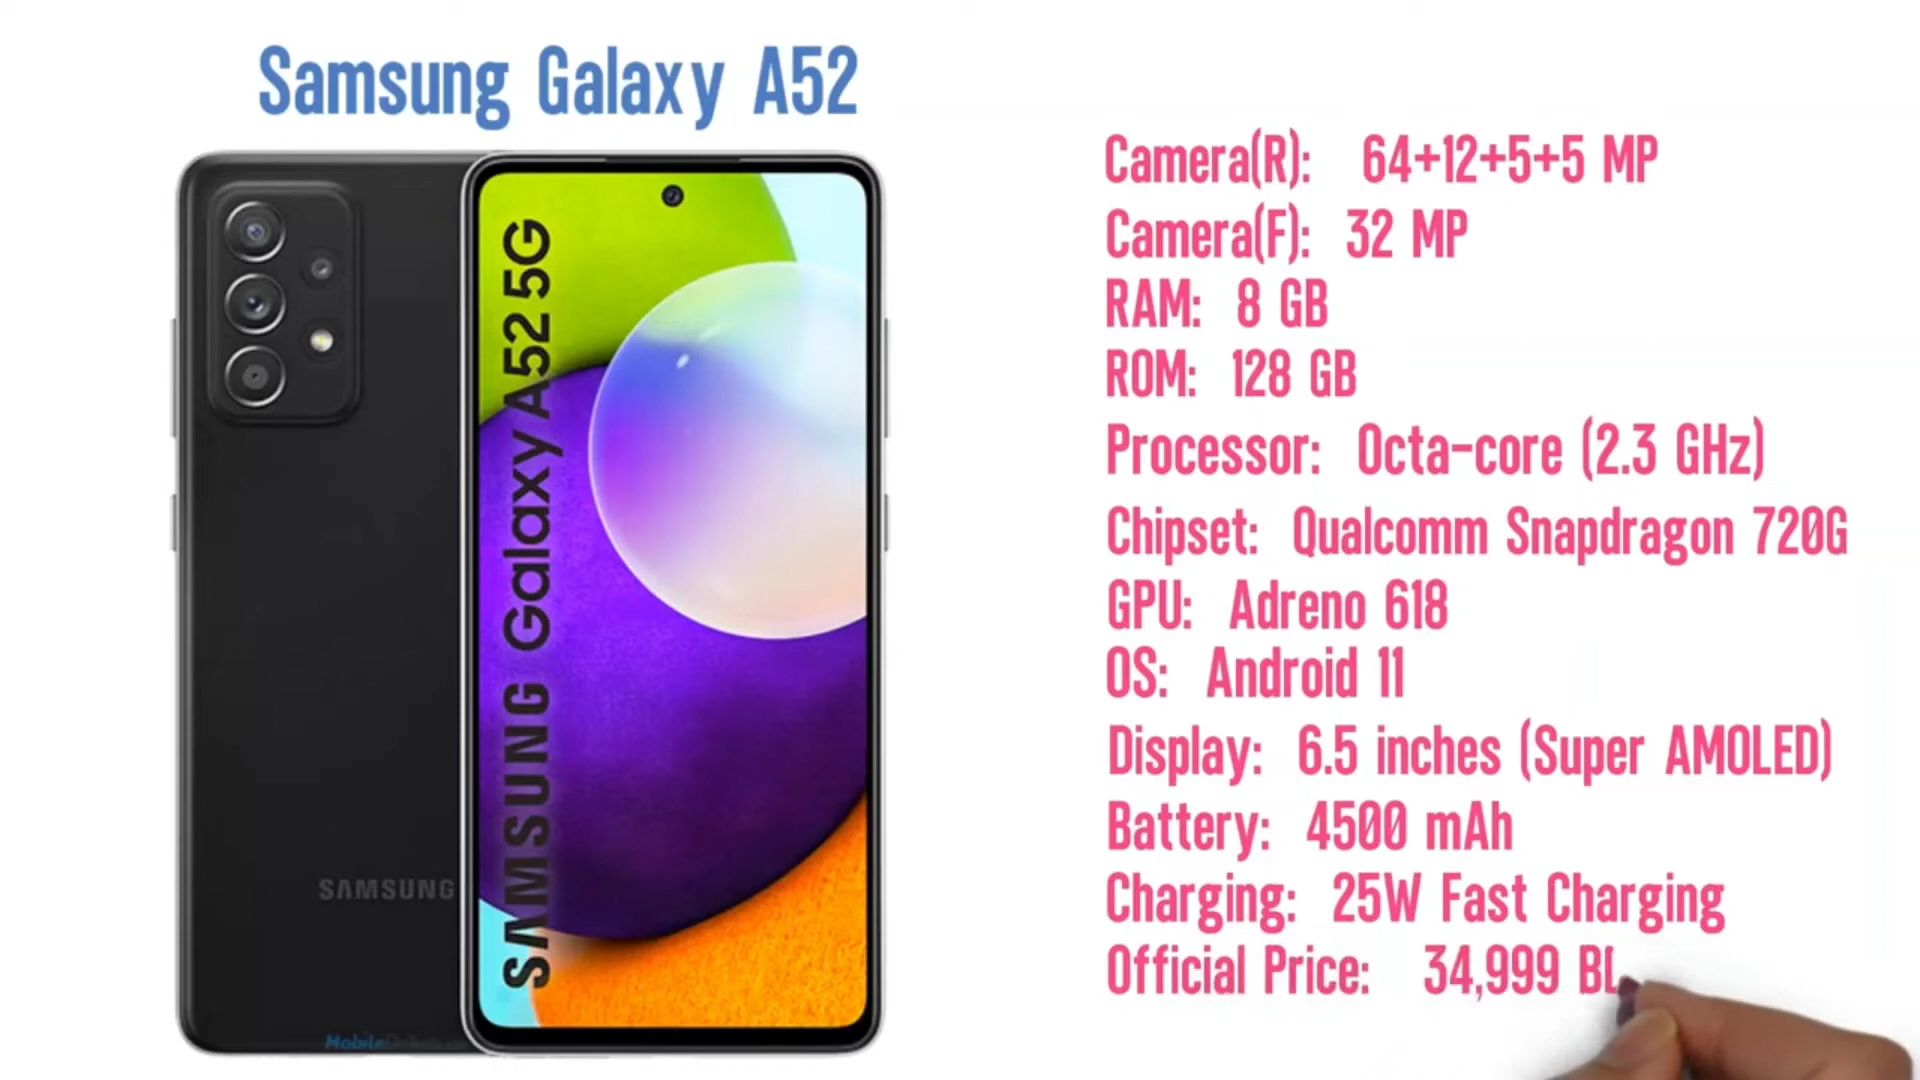 Samsung Galaxy A52
SAMSUNG Galaxy A52 5G
SAMSUNG
Camera(R): 64+12+5+5 MP
Camera(F): 32 MP
RAM: 8 GB
ROM: 128 GB
Processor: Octa-core (2.3 GHz)
Chipset: Qualcomm Snapdragon 720G
GPU: Adreno 618
OS: Android 11
Display: 6.5 inches (Super AMOLED)
Battery: 4500 mAh
Charging: 25W Fast Charging
Official Price: 34,999